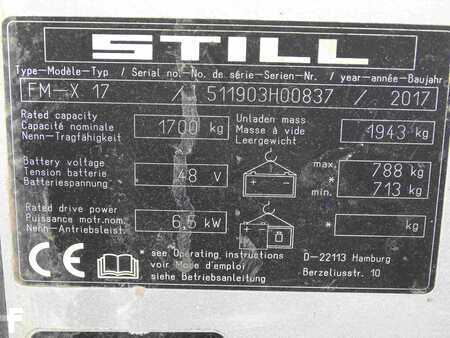 STILL
Type-Modèle-Typ / Serial no.-No. de série-Serien-Nr. / year-année-Baujahr
FM-X 17 / 511903H00837 / 2017
Rated capacity
Capacité nominale
Nenn-Tragfähigkeit
1700 kg
Unladen mass
Masse à vide
Leergewicht
1943 kg
Battery voltage
Tension batterie
Batteriespannung
48 V
max. 788 kg
* min. 713 kg
Rated drive power
Puissance motr.nom.
Nenn-Antriebsleist.
6,5 kW
* kg
CE
* see Operating instructions
voir Mode d'emploi
siehe Betriebsanleitung
D-22113 Hamburg
Berzeliusstr. 10
F